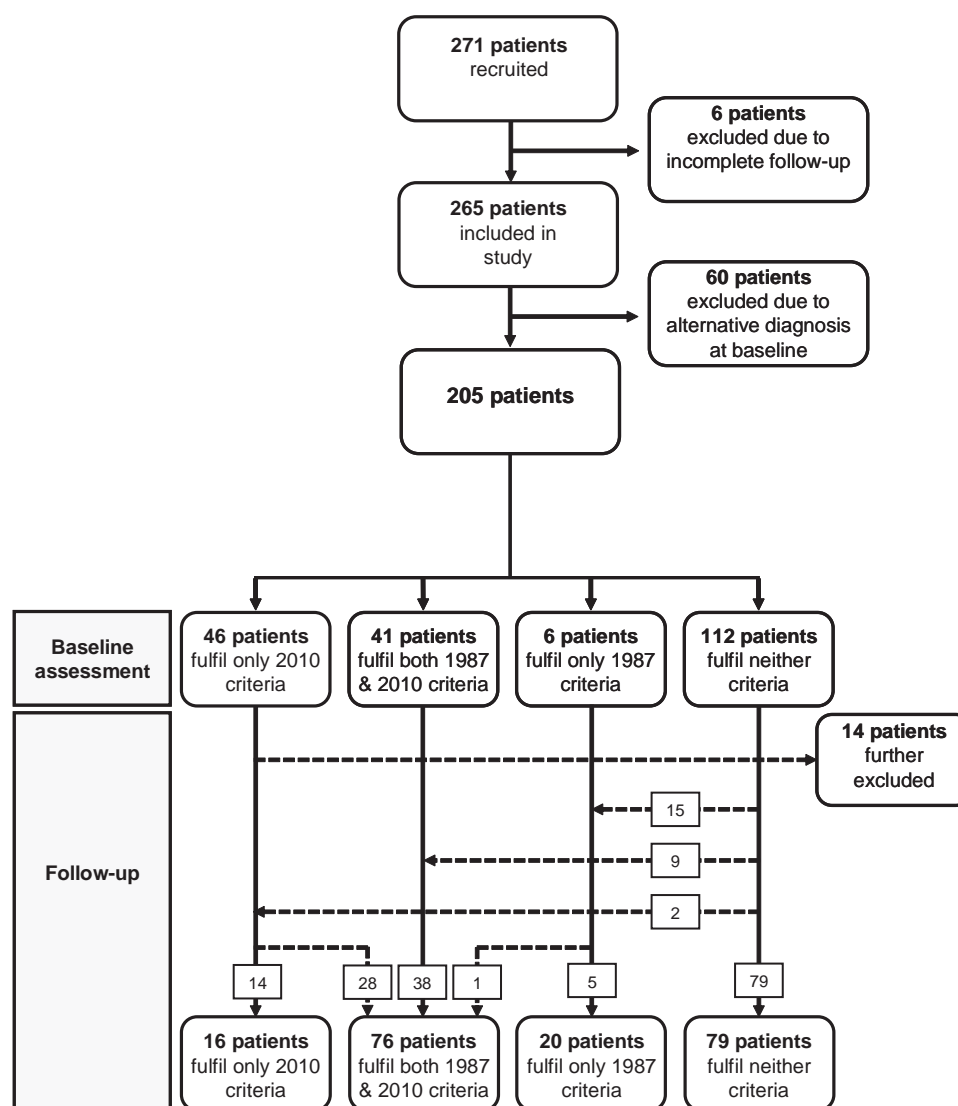 271 patients
recruited
6 patients
excluded due to
incomplete follow-up
265 patients
included in
study
60 patients
excluded due to
alternative diagnosis
at baseline
205 patients
Baseline
assessment
46 patients
fulfil only 2010
criteria
41 patients
fulfil both 1987
& 2010 criteria
6 patients
fulfil only 1987
criteria
112 patients
fulfil neither
criteria
Follow-up
14 patients
further
excluded
15
9
2
14
28
38
1
5
79
16 patients
fulfil only 2010
criteria
76 patients
fulfil both 1987
& 2010 criteria
20 patients
fulfil only 1987
criteria
79 patients
fulfil neither
criteria